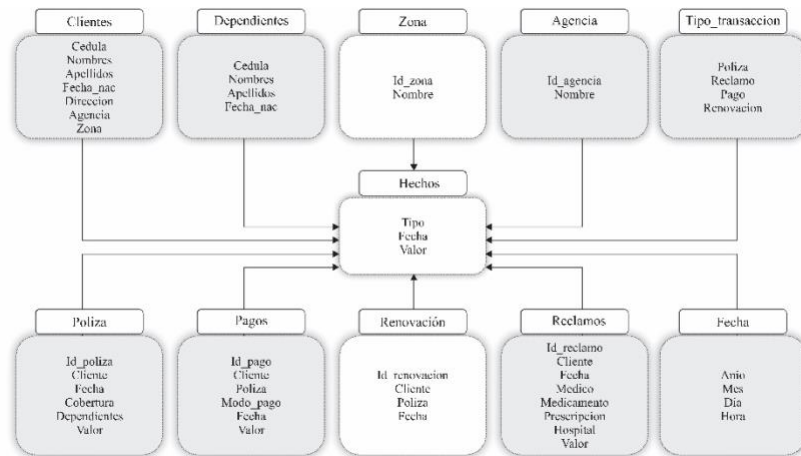 Clientes
Cedula
Nombres
Apellidos
Fecha_nac
Direccion
Agencia
Zona
Dependientes
Cedula
Nombres
Apellidos
Fecha_nac
Zona
Id_zona
Nombre
Agencia
Id_agencia
Nombre
Tipo_transaccion
Poliza
Reclamo
Pago
Renovacion
Hechos
Tipo
Fecha
Valor
Poliza
Id_poliza
Cliente
Fecha
Cobertura
Dependientes
Valor
Pagos
Id_pago
Cliente
Poliza
Modo_pago
Fecha
Valor
Renovación
Id_renovacion
Cliente
Poliza
Fecha
Reclamos
Id_reclamo
Cliente
Fecha
Medico
Medicamento
Prescripcion
Hospital
Valor
Fecha
Anio
Mes
Día
Hora